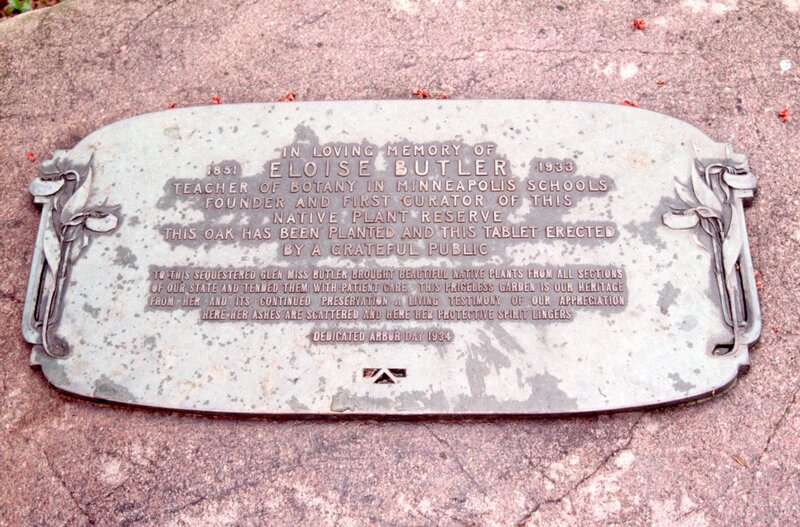 IN LOVING MEMORY OF
1851 ELOISE BUTLER 1933
TEACHER OF BOTANY IN MINNEAPOLIS SCHOOLS
FOUNDER AND FIRST CURATOR OF THIS
NATIVE PLANT RESERVE
THIS OAK HAS BEEN PLANTED AND THIS TABLET ERECTED
BY A GRATEFUL PUBLIC
TO THIS SEQUESTERED GLEN MISS BUTLER BROUGHT BEAUTIFUL NATIVE PLANTS FROM ALL SECTIONS
OF OUR STATE AND TENDED THEM WITH PATIENT CARE. THIS PRICELESS GARDEN IS OUR HERITAGE
FROM HER AND ITS CONTINUED PRESERVATION A LIVING TESTIMONY OF OUR APPRECIATION
HERE HER ASHES ARE SCATTERED AND HERE HER PROTECTIVE SPIRIT LINGERS
DEDICATED ARBOR DAY 1934